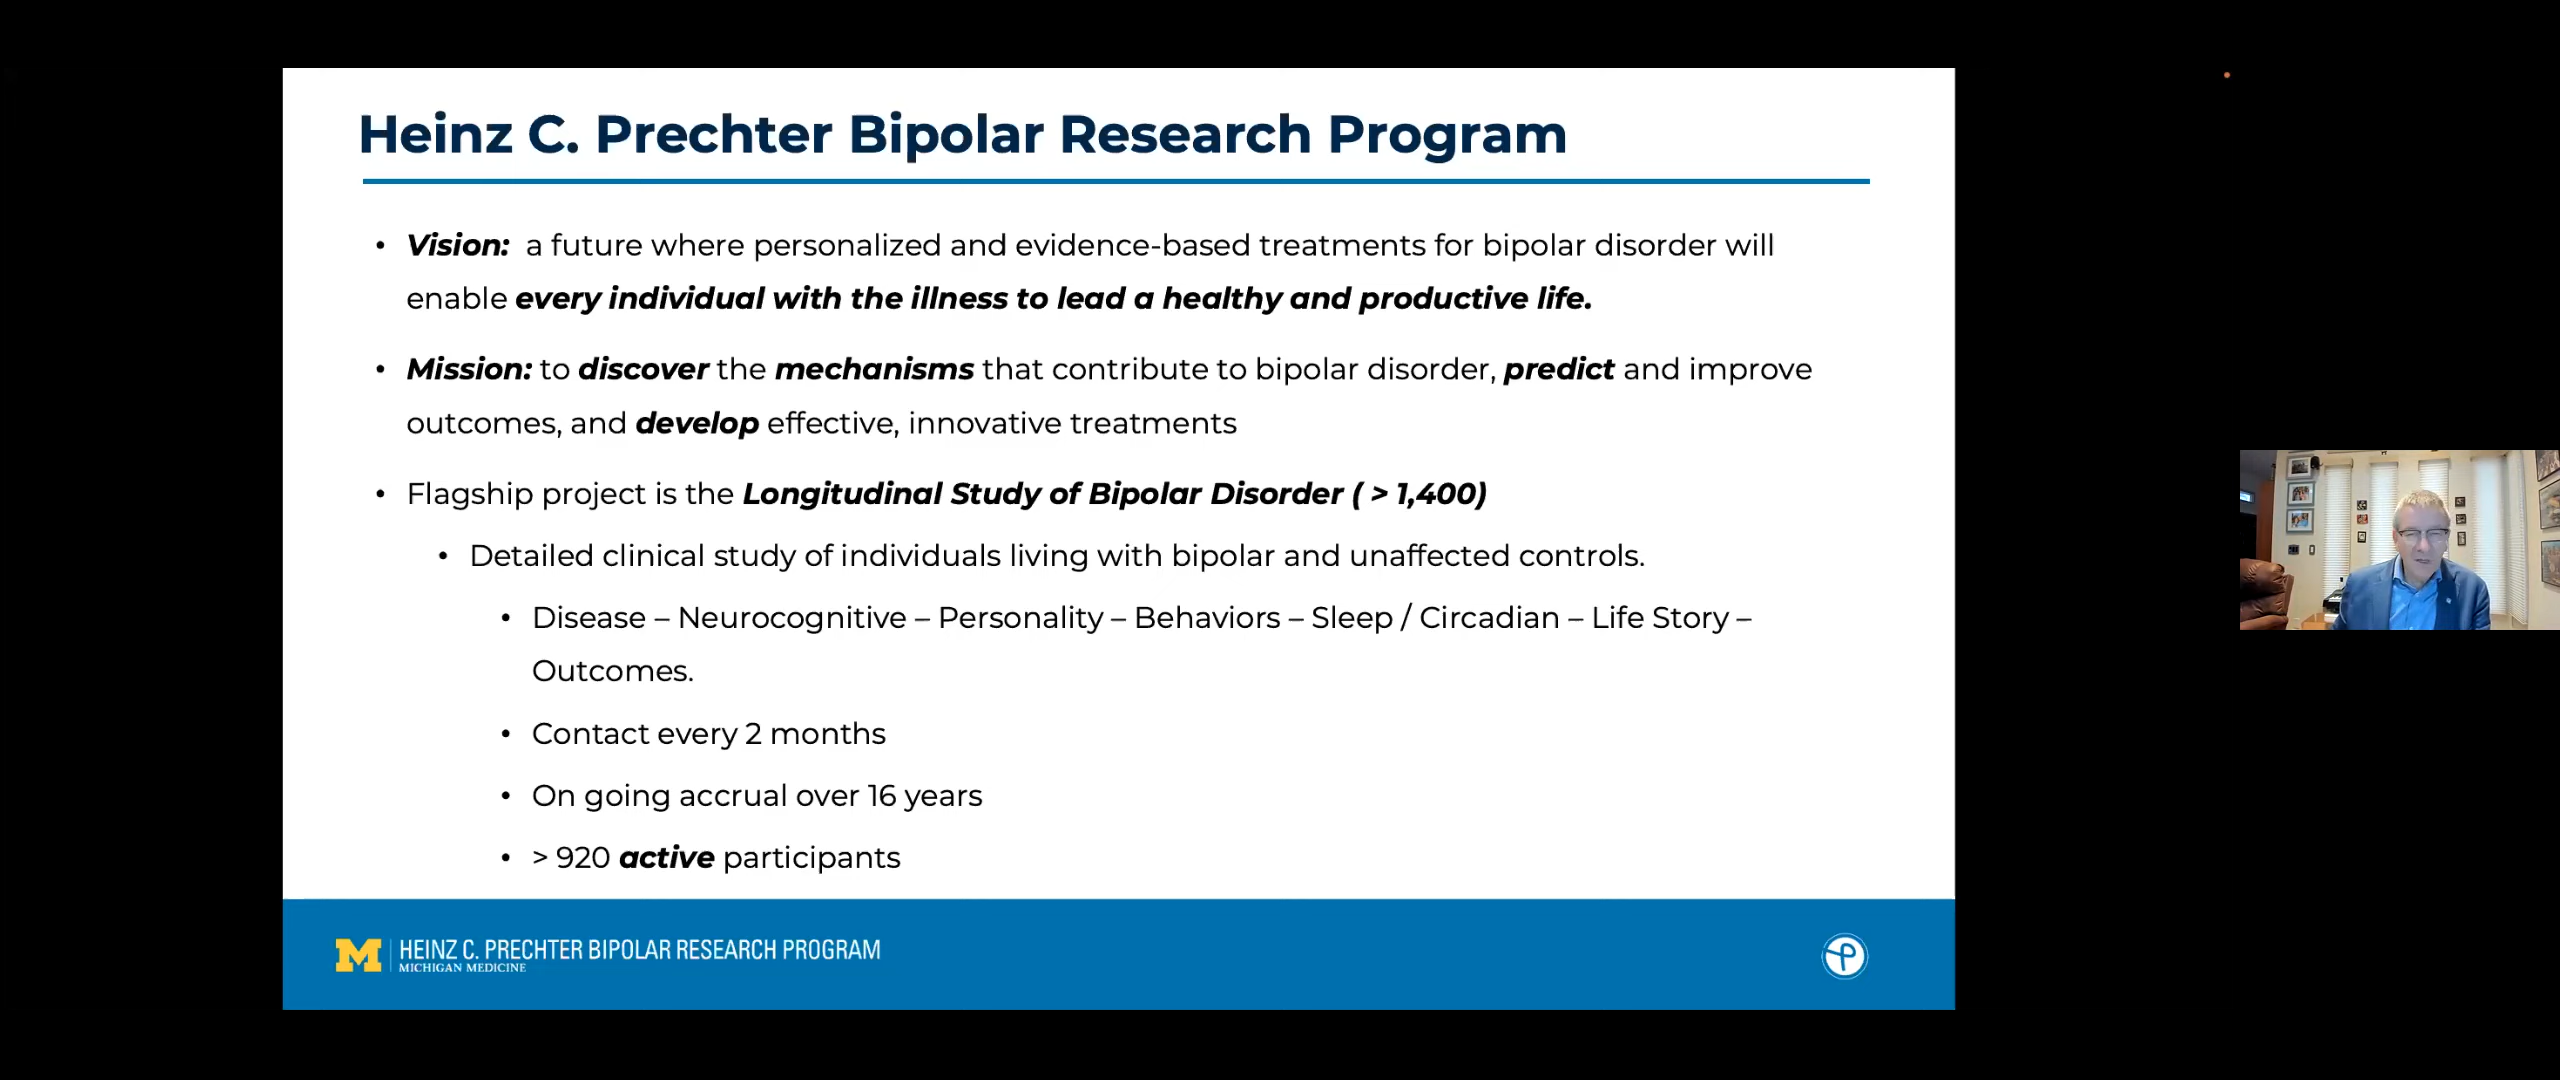 Heinz C. Prechter Bipolar Research Program
• Vision: a future where personalized and evidence-based treatments for bipolar disorder will
enable every individual with the illness to lead a healthy and productive life.
• Mission: to discover the mechanisms that contribute to bipolar disorder, predict and improve
outcomes, and develop effective, innovative treatments
• Flagship project is the Longitudinal Study of Bipolar Disorder ( > 1,400)
• Detailed clinical study of individuals living with bipolar and unaffected controls.
• Disease – Neurocognitive – Personality – Behaviors – Sleep / Circadian – Life Story –
Outcomes.
• Contact every 2 months
• On going accrual over 16 years
• > 920 active participants
M HEINZ C. PRECHTER BIPOLAR RESEARCH PROGRAM
MICHIGAN MEDICINE
P